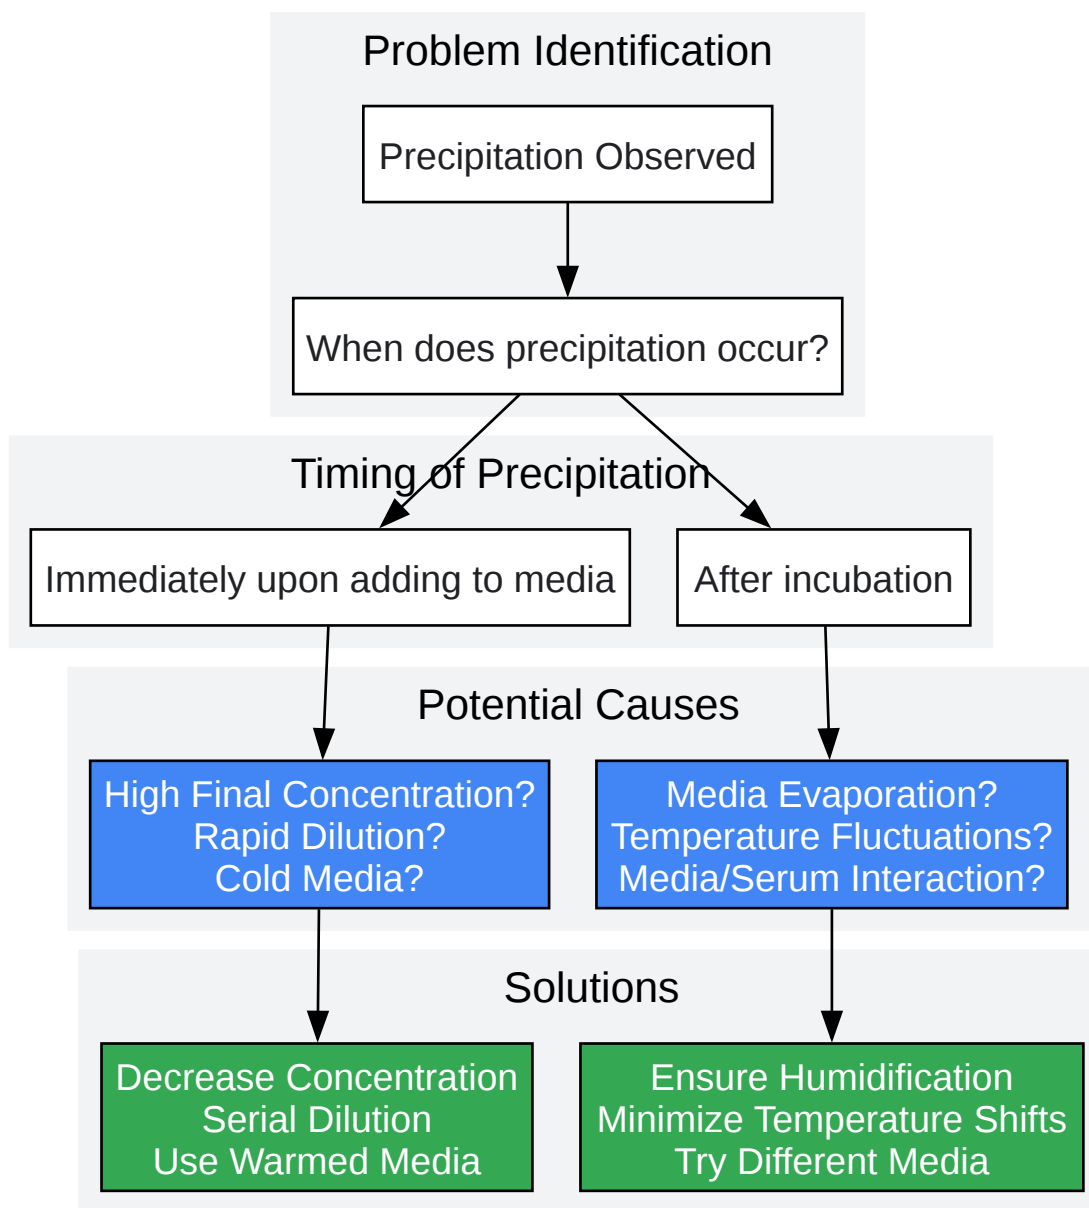 Problem Identification
Precipitation Observed
When does precipitation occur?
Timing of Precipitation
Immediately upon adding to media
After incubation
Potential Causes
High Final Concentration?
Rapid Dilution?
Cold Media?
Media Evaporation?
Temperature Fluctuations?
Media/Serum Interaction?
Solutions
Decrease Concentration
Serial Dilution
Use Warmed Media
Ensure Humidification
Minimize Temperature Shifts
Try Different Media